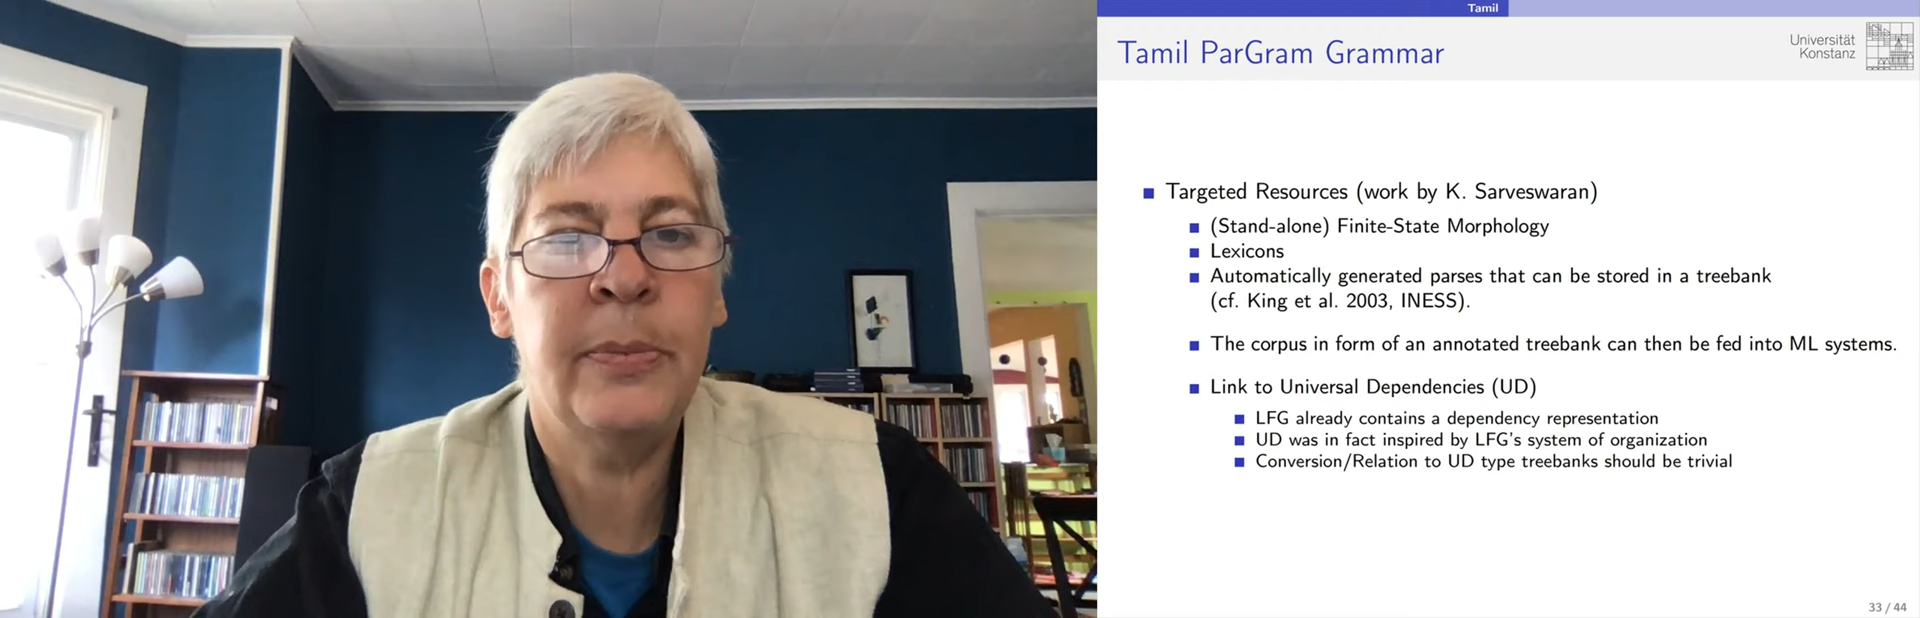 Tamil
Tamil ParGram Grammar
Universität
Konstanz
Targeted Resources (work by K. Sarveswaran)
(Stand-alone) Finite-State Morphology
Lexicons
Automatically generated parses that can be stored in a treebank
(cf. King et al. 2003, INESS).
The corpus in form of an annotated treebank can then be fed into ML systems.
Link to Universal Dependencies (UD)
LFG already contains a dependency representation
UD was in fact inspired by LFG's system of organization
Conversion/Relation to UD type treebanks should be trivial
33 / 44